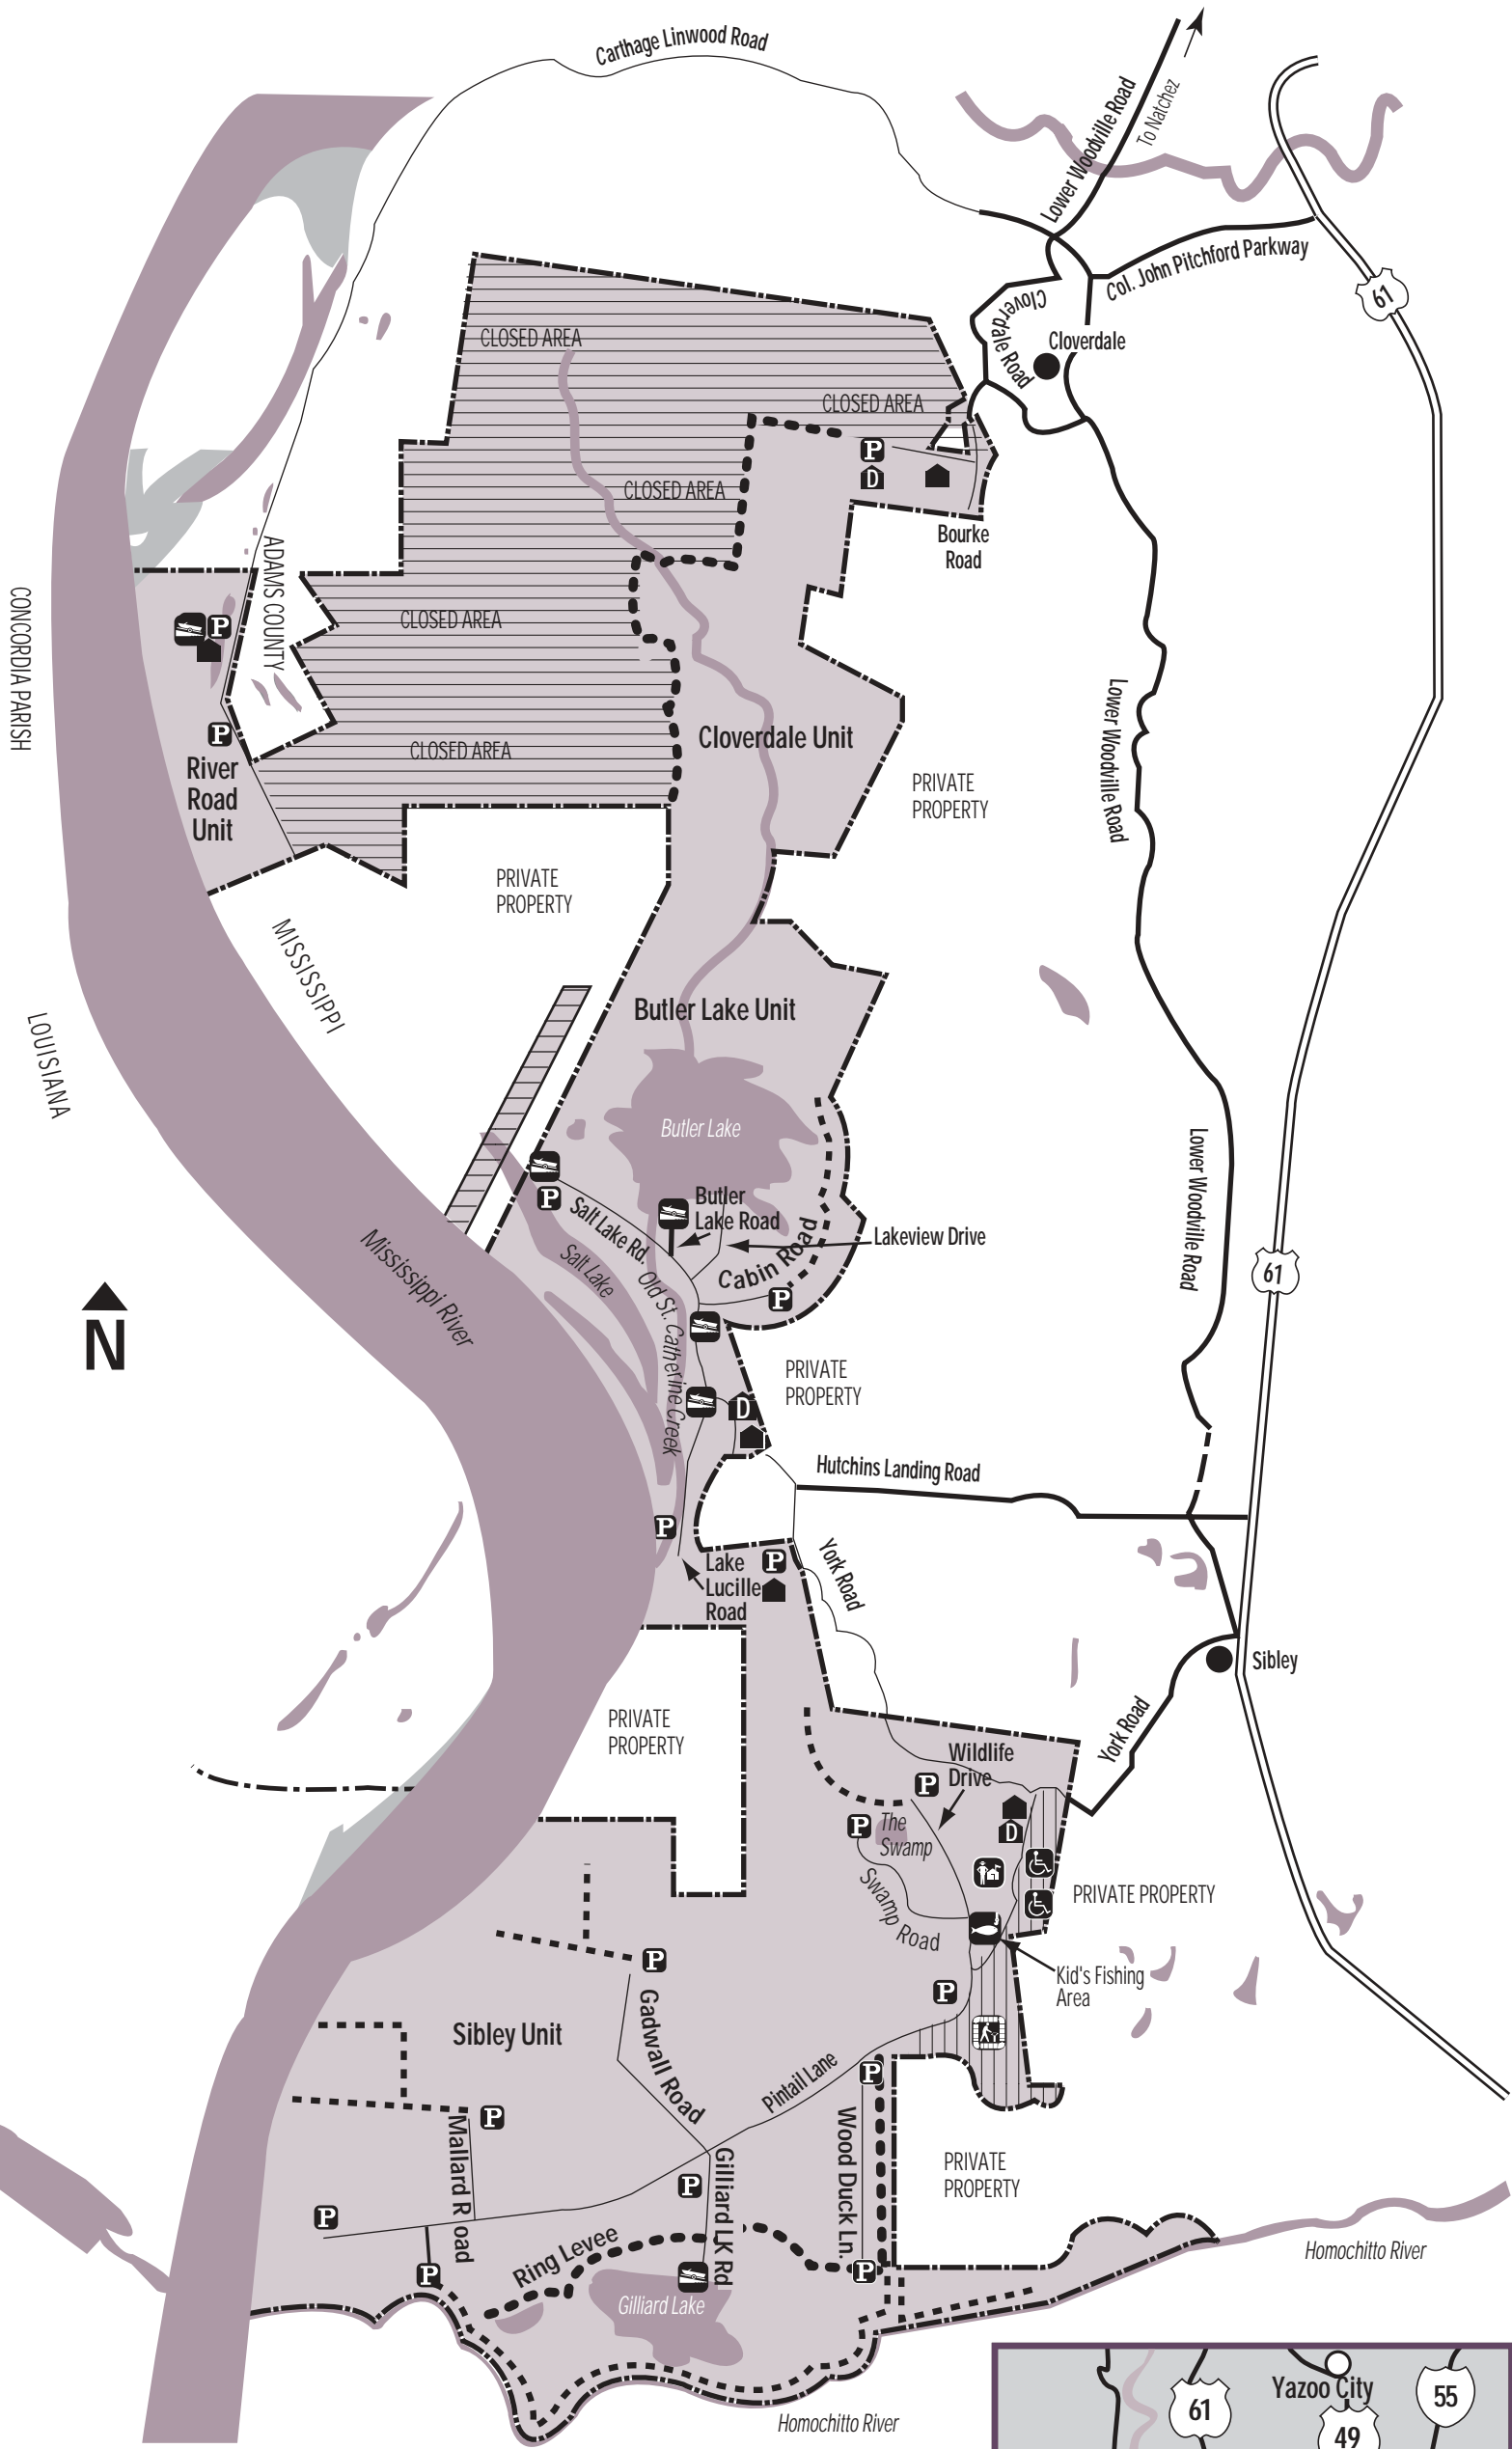 Carthage Linwood Road
Lower Woodville Road
To Natchez
Col. John Pitchford Parkway
61
Cloverdale Road
Cloverdale
CLOSED AREA
CLOSED AREA
CLOSED AREA
P
D
Bourke
Road
CONCORDIA PARISH
ADAMS COUNTY
CLOSED AREA
P
P
River
Road
Unit
CLOSED AREA
Cloverdale Unit
PRIVATE
PROPERTY
Lower Woodville Road
PRIVATE
PROPERTY
MISSISSIPPI
LOUISIANA
Butler Lake Unit
Butler Lake
P
Salt Lake Rd.
Butler
Lake Road
Lakeview Drive
Cabin Road
P
Lower Woodville Road
61
Salt Lake
Old St. Catherine Creek
Mississippi River
N
PRIVATE
PROPERTY
D
Hutchins Landing Road
P
Lake
Lucille
Road
P
York Road
Sibley
PRIVATE
PROPERTY
York Road
Wildlife
Drive
P
P
The
Swamp
D
Swamp Road
PRIVATE PROPERTY
Kid's Fishing
Area
P
P
Sibley Unit
Gadwall Road
Pintail Lane
P
P
Mallard R oad
Wood Duck Ln.
PRIVATE
PROPERTY
P
Gilliard LK Rd
P
P
Ring Levee
P
Gilliard Lake
Homochitto River
Homochitto River
61
Yazoo City
49
55